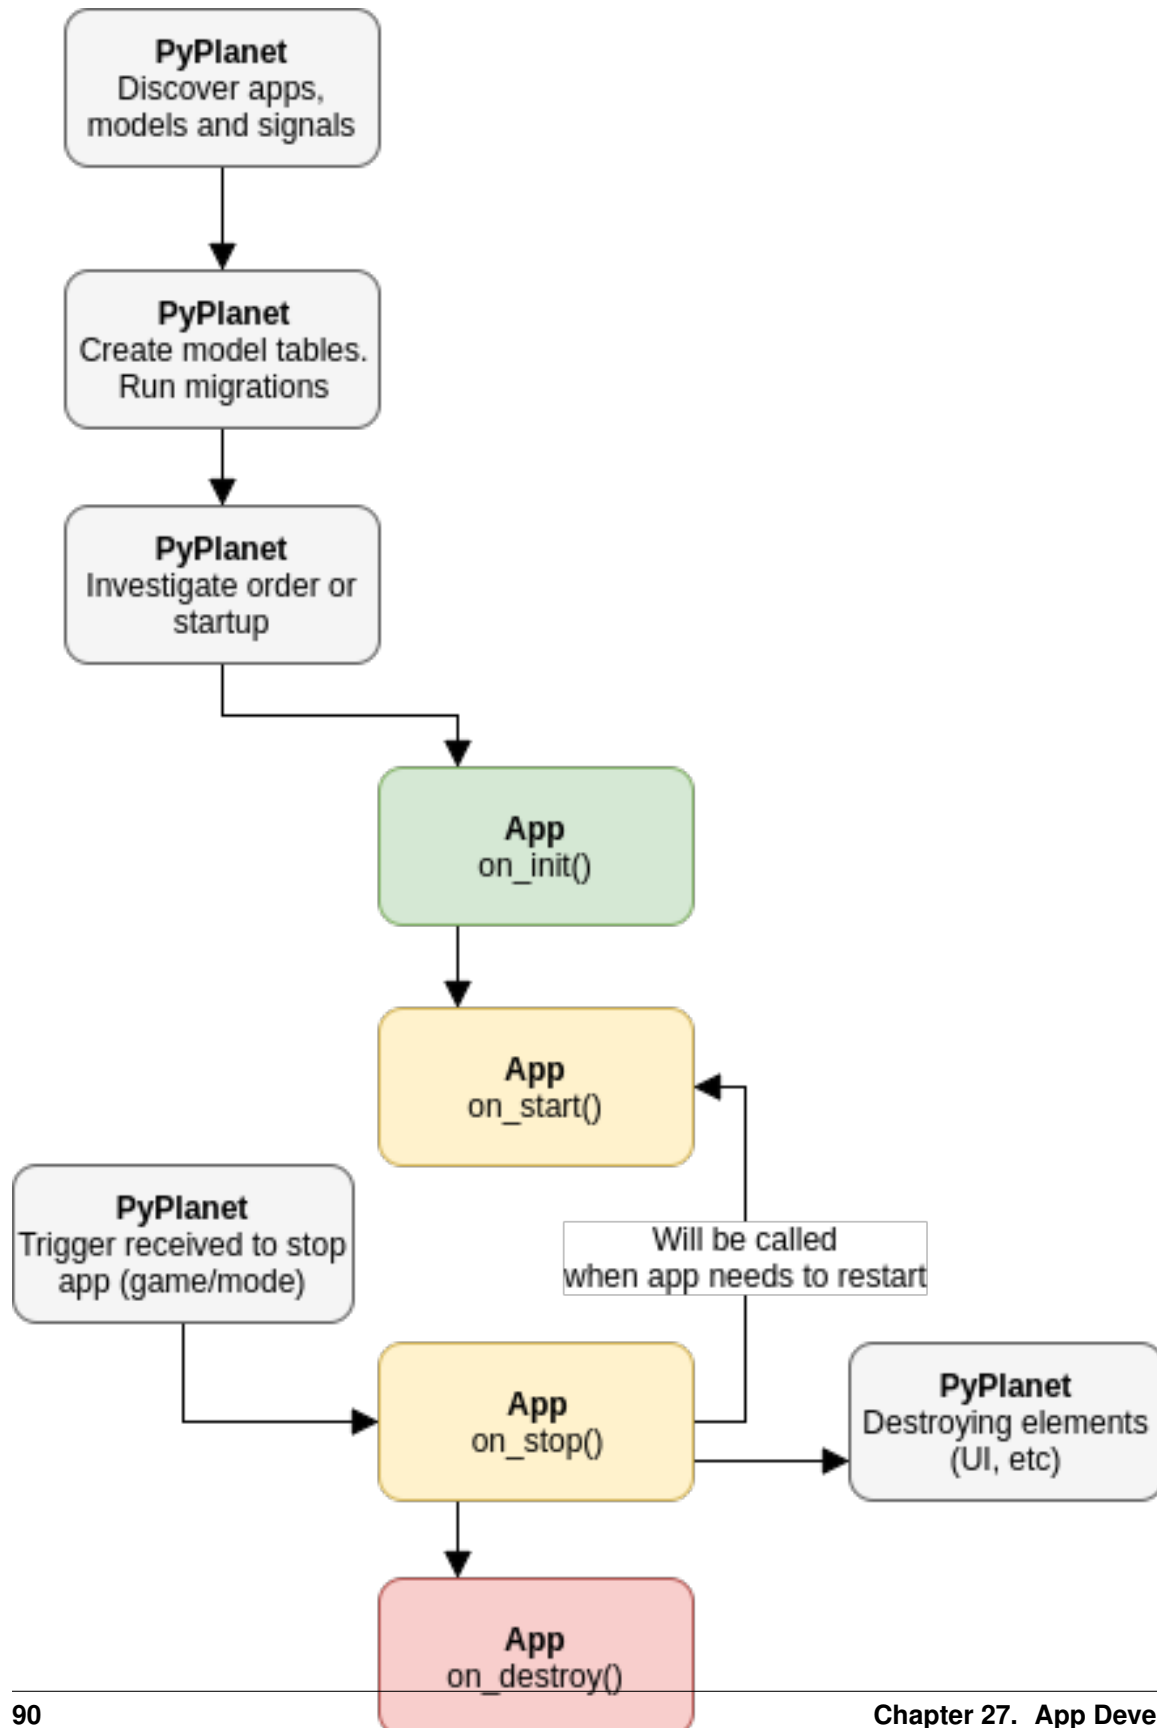 PyPlanet
Discover apps,
models and signals
PyPlanet
Create model tables.
Run migrations
PyPlanet
Investigate order or
startup
App
on_init()
App
on_start()
PyPlanet
Trigger received to stop
app (game/mode)
Will be called
when app needs to restart
App
on_stop()
PyPlanet
Destroying elements
(UI, etc)
App
on_destroy()
90
Chapter 27. App Deve